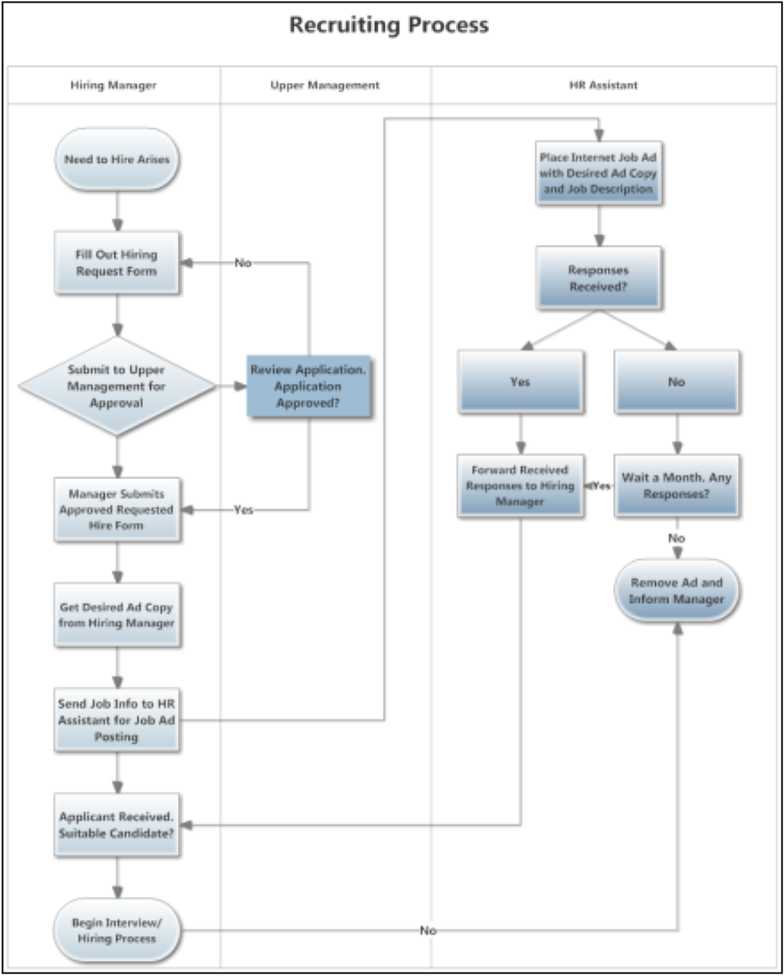 Recruiting Process
Hiring Manager
Upper Management
HR Assistant
Need to Hire Arises
Fill Out Hiring
Request Form
Submit to Upper
Management for
Approval
Manager Submits
Approved Requested
Hire Form
Get Desired Ad Copy
from Hiring Manager
Send Job Info to HR
Assistant for Job Ad
Posting
Applicant Received.
Suitable Candidate?
Begin Interview/
Hiring Process
No
Review Application.
Application
Approved?
Yes
Place Internet Job Ad
with Desired Ad Copy
and Job Description
Responses
Received?
Yes
No
Forward Received
Responses to Hiring
Manager
Yes
Wait a Month. Any
Responses?
No
Remove Ad and
Inform Manager
No